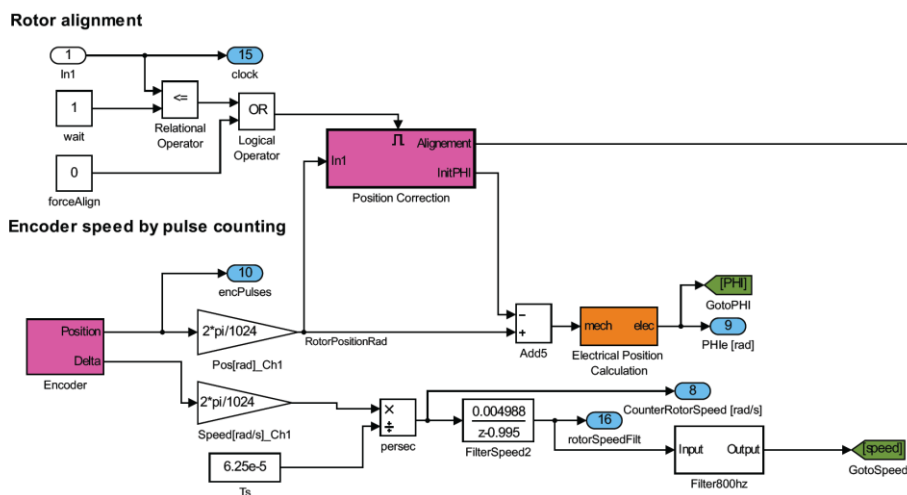 Rotor alignment
1
In1
15
clock
1
wait
<=
Relational
Operator
OR
Logical
Operator
0
forceAlign
In1
Alignement
InitPHI
Position Correction
Encoder speed by pulse counting
10
encPulses
Position
Delta
Encoder
2*pi/1024
Pos[rad]_Ch1
RotorPositionRad
−
+
Add5
mech elec
Electrical Position
Calculation
[PHI]
GotoPHI
9
PHIe [rad]
2*pi/1024
Speed[rad/s]_Ch1
×
÷
persec
6.25e-5
Ts
0.004988
z-0.995
FilterSpeed2
8
CounterRotorSpeed [rad/s]
16
rotorSpeedFilt
Input Output
Filter800hz
[speed]
GotoSpeed